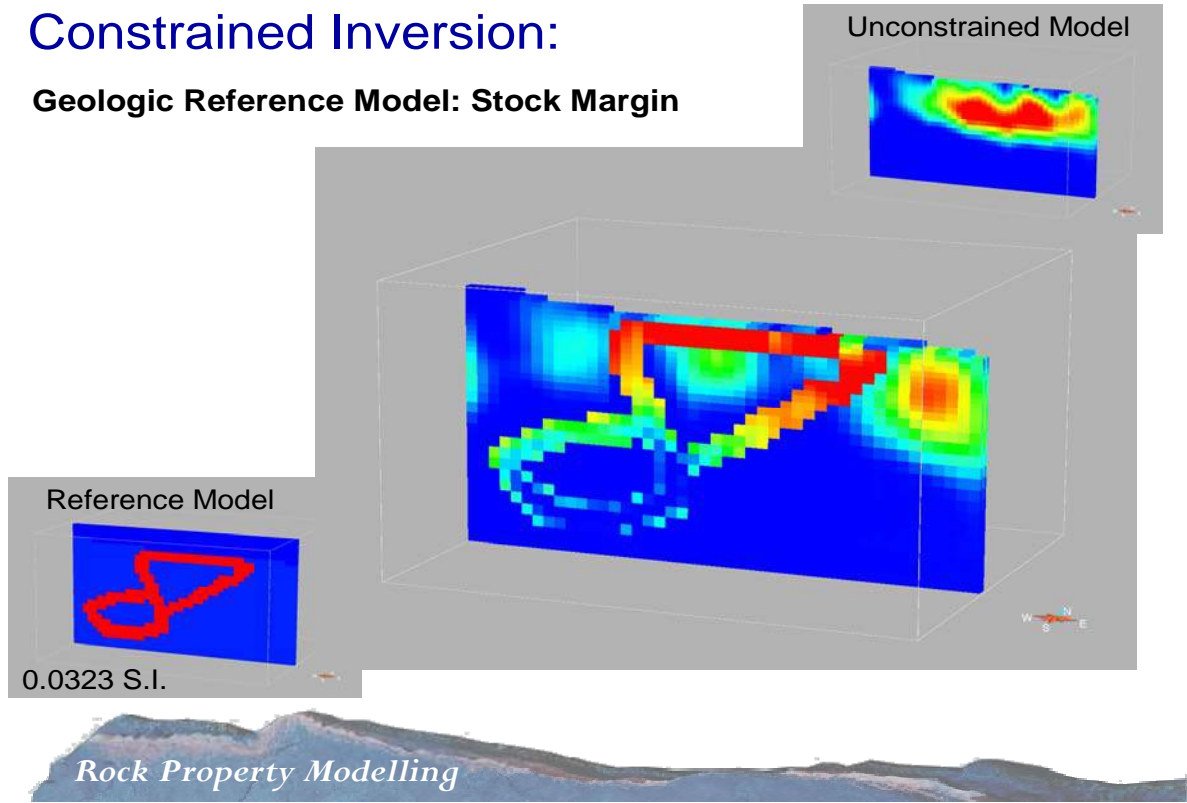 Constrained Inversion:
Unconstrained Model
Geologic Reference Model: Stock Margin
Reference Model
0.0323 S.I.
W N
S E
Rock Property Modelling